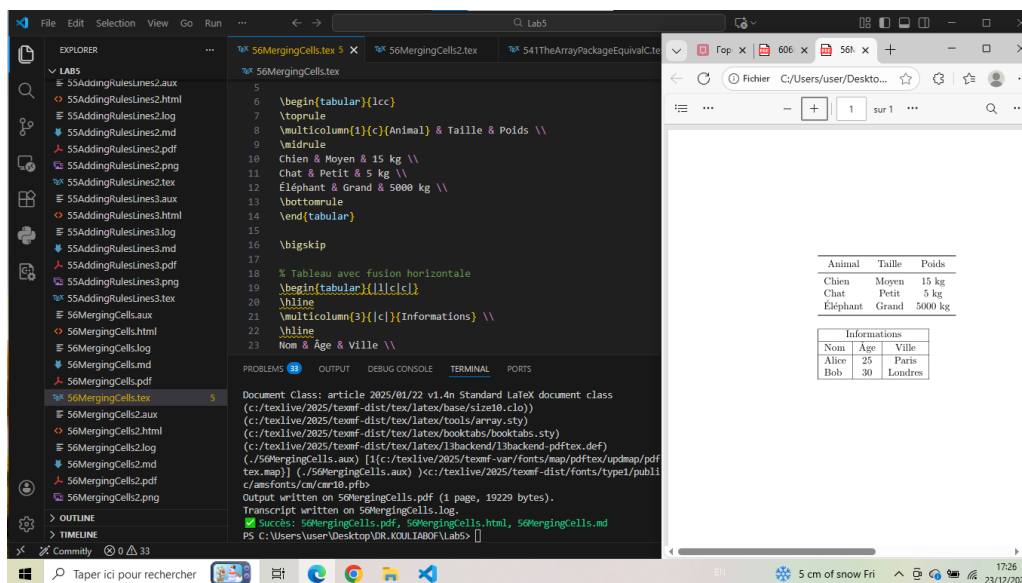 File Edit Selection View Go Run ··· ← → Lab5
EXPLORER ···
LAB5
55AddingRulesLines2.aux
55AddingRulesLines2.html
55AddingRulesLines2.log
55AddingRulesLines2.md
55AddingRulesLines2.pdf
55AddingRulesLines2.png
55AddingRulesLines2.tex
55AddingRulesLines3.aux
55AddingRulesLines3.html
55AddingRulesLines3.log
55AddingRulesLines3.md
55AddingRulesLines3.pdf
55AddingRulesLines3.png
55AddingRulesLines3.tex
56MergingCells.aux
56MergingCells.html
56MergingCells.log
56MergingCells.md
56MergingCells.pdf
56MergingCells.tex 5
56MergingCells2.aux
56MergingCells2.html
56MergingCells2.log
56MergingCells2.md
56MergingCells2.pdf
56MergingCells2.png
OUTLINE
TIMELINE
TEX 56MergingCells.tex 5 × TEX 56MergingCells2.tex TEX 541TheArrayPackageEquivalC.te
TEX 56MergingCells.tex
5
6 \begin{tabular}{lcc}
7 \toprule
8 \multicolumn{1}{c}{Animal} & Taille & Poids \\
9 \midrule
10 Chien & Moyen & 15 kg \\
11 Chat & Petit & 5 kg \\
12 Éléphant & Grand & 5000 kg \\
13 \bottomrule
14 \end{tabular}
15
16 \bigskip
17
18 % Tableau avec fusion horizontale
19 \begin{tabular}{|l|c|c|}
20 \hline
21 \multicolumn{3}{|c|}{Informations} \\
22 \hline
23 Nom & Âge & Ville \\
PROBLEMS 33 OUTPUT DEBUG CONSOLE TERMINAL PORTS
Document Class: article 2025/01/22 v1.4n Standard LaTeX document class
(c:/texlive/2025/texmf-dist/tex/latex/base/size10.clo))
(c:/texlive/2025/texmf-dist/tex/latex/tools/array.sty)
(c:/texlive/2025/texmf-dist/tex/latex/booktabs/booktabs.sty)
(c:/texlive/2025/texmf-dist/tex/latex/l3backend/l3backend-pdftex.def)
(./56MergingCells.aux) [1{c:/texlive/2025/texmf-var/fonts/map/pdftex/updmap/pdf
tex.map}] (./56MergingCells.aux) )<c:/texlive/2025/texmf-dist/fonts/type1/publi
c/amsfonts/cm/cmr10.pfb>
Output written on 56MergingCells.pdf (1 page, 19229 bytes).
Transcript written on 56MergingCells.log.
✅ Succès: 56MergingCells.pdf, 56MergingCells.html, 56MergingCells.md
PS C:\Users\user\Desktop\DR.KOULIABOF\Lab5>
Commitly 0 33
606 ×
Fichier C:/Users/user/Deskto...
1 sur 1 ···
Animal Taille Poids
Chien Moyen 15 kg
Chat Petit 5 kg
Éléphant Grand 5000 kg
Informations
Nom Âge Ville
Alice 25 Paris
Bob 30 Londres
Taper ici pour rechercher
EN
5 cm of snow Fri
17:26